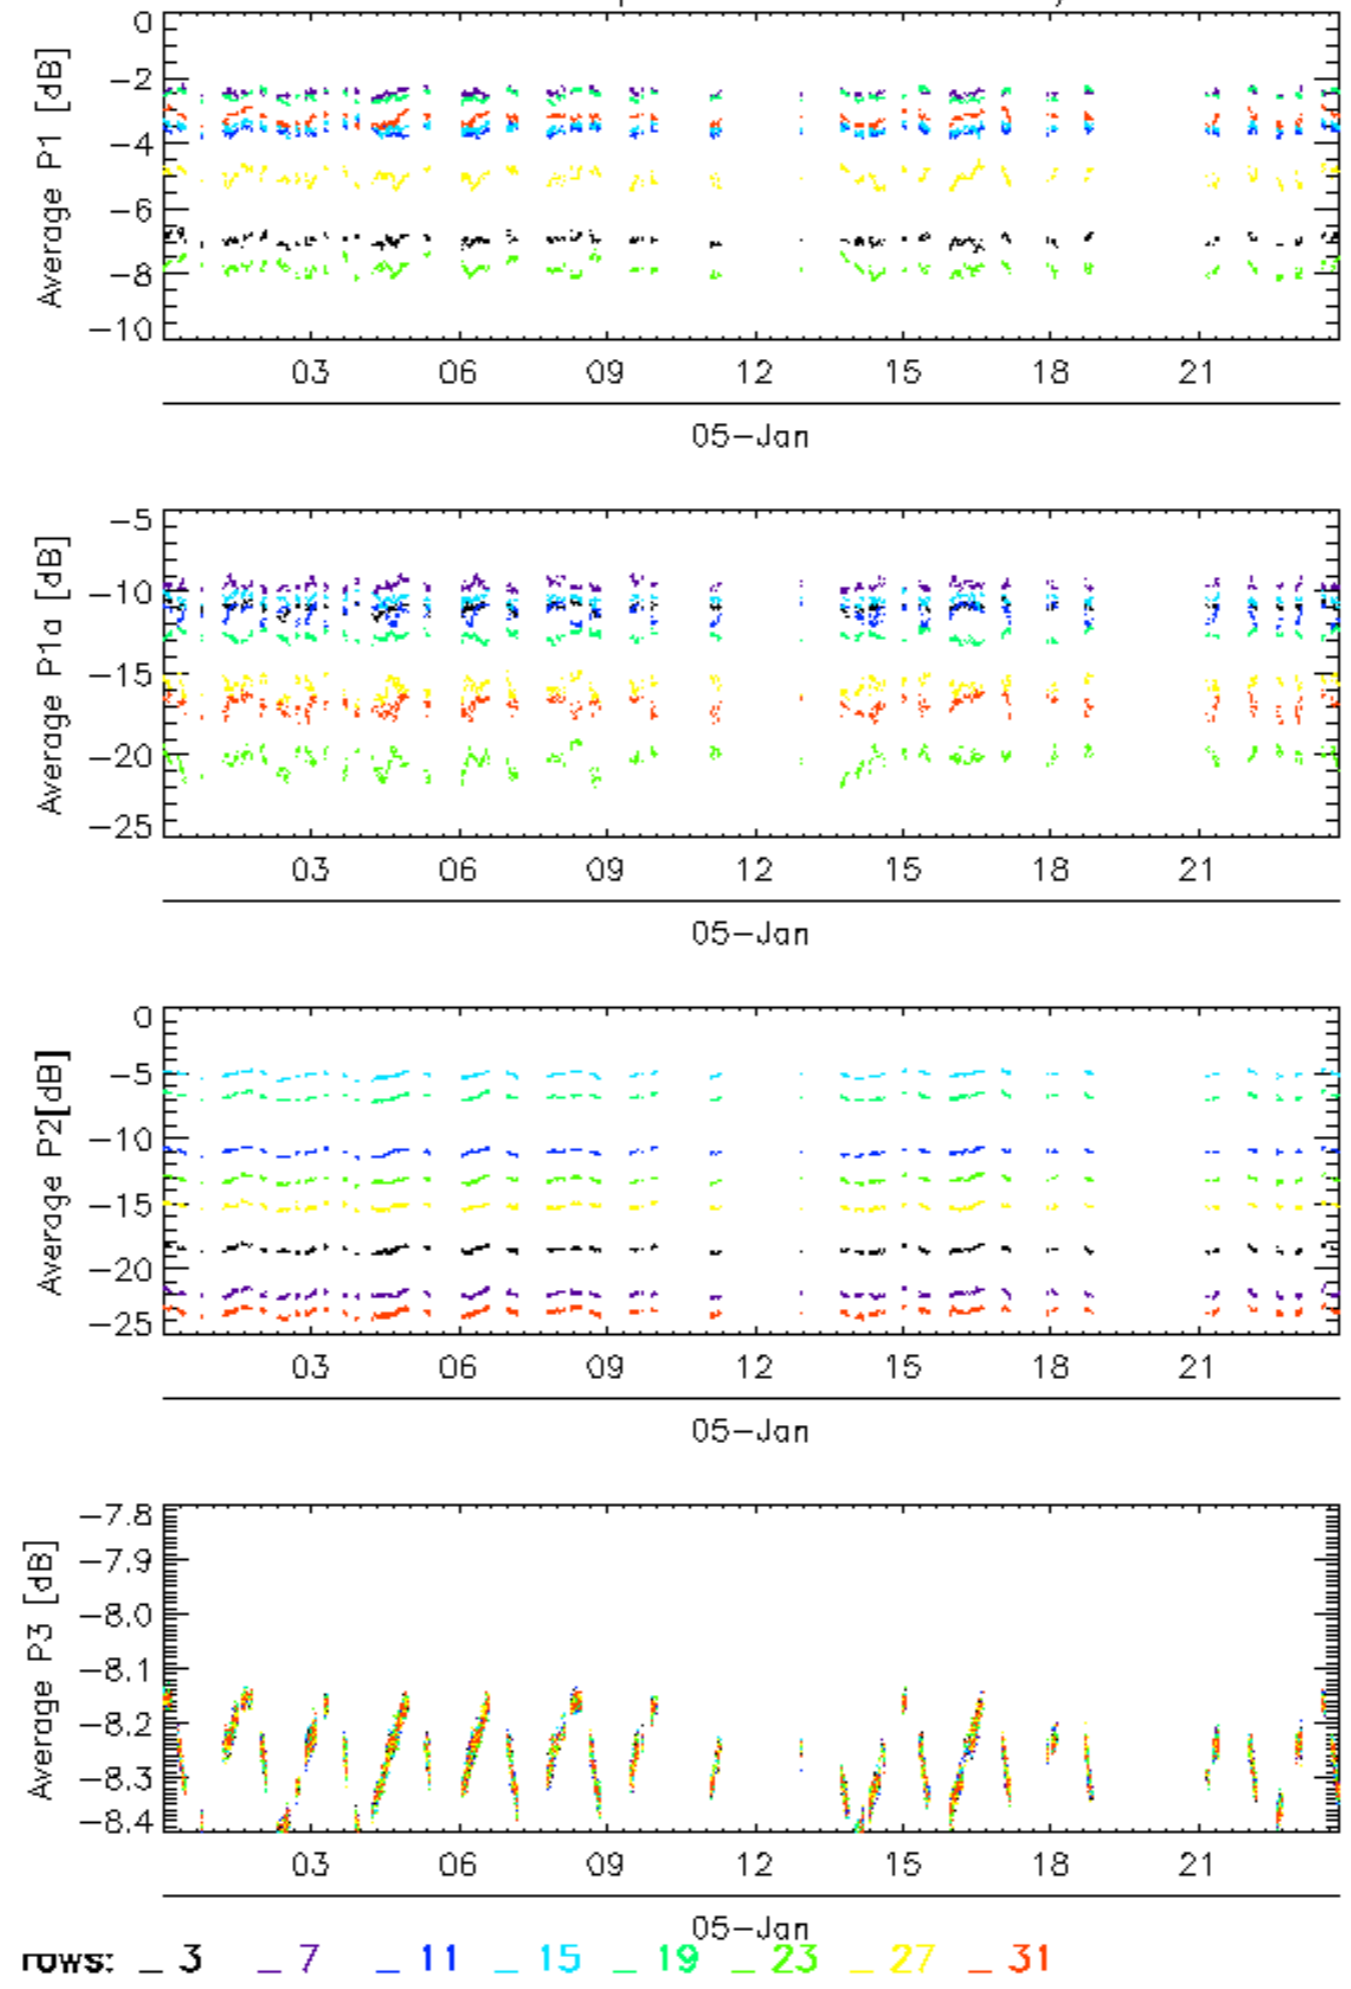 0
−2
−4
−6
−8
−10
Average P1 [dB]
03 06 09 12 15 18 21
05−Jan
−5
−10
−15
−20
−25
Average P1a [dB]
03 06 09 12 15 18 21
05−Jan
0
−5
−10
−15
−20
−25
Average P2[dB]
03 06 09 12 15 18 21
05−Jan
−7.8
−7.9
−8.0
−8.1
−8.2
−8.3
−8.4
Average P3 [dB]
03 06 09 12 15 18 21
05−Jan
rows: _ 3 _ 7 _ 11 _ 15 _ 19 _ 23 _ 27 _ 31